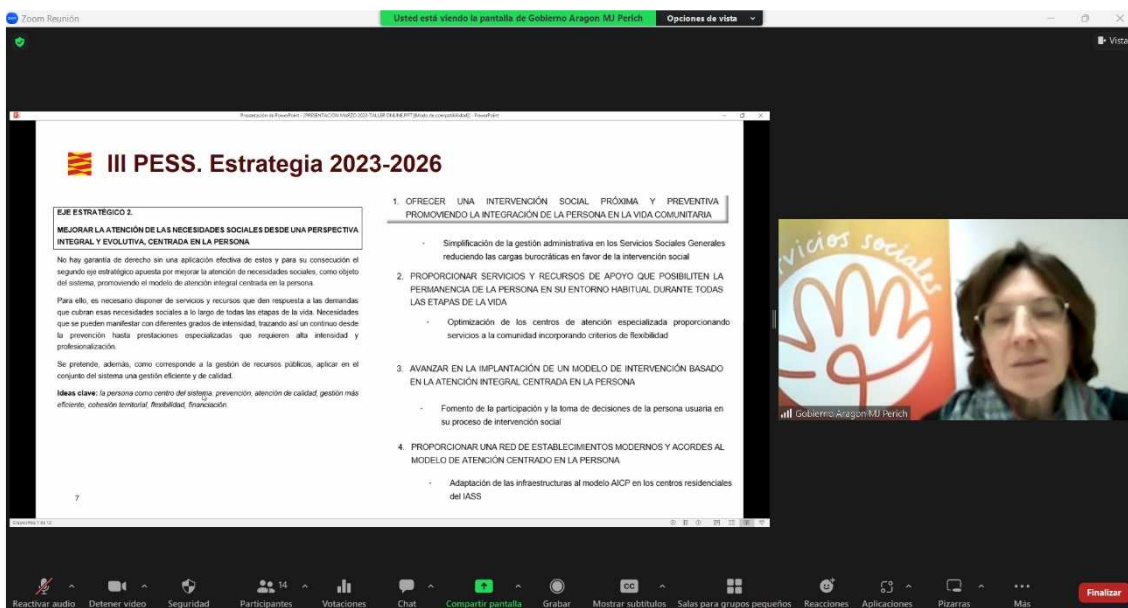 Zoom Reunión
Usted está viendo la pantalla de Gobierno Aragon MJ Perich
Opciones de vista
Vista
Presentación de PowerPoint - [PRESENTACIÓN MARZO 2023-TALLER ONLINE.PPT [Modo de compatibilidad]] - PowerPoint
III PESS. Estrategia 2023-2026
EJE ESTRATÉGICO 2.
MEJORAR LA ATENCIÓN DE LAS NECESIDADES SOCIALES DESDE UNA PERSPECTIVA
INTEGRAL Y EVOLUTIVA, CENTRADA EN LA PERSONA
No hay garantía de derecho sin una aplicación efectiva de estos y para su consecución el
segundo eje estratégico apuesta por mejorar la atención de necesidades sociales, como objeto
del sistema, promoviendo el modelo de atención integral centrada en la persona.
Para ello, es necesario disponer de servicios y recursos que den respuesta a las demandas
que cubran esas necesidades sociales a lo largo de todas las etapas de la vida. Necesidades
que se pueden manifestar con diferentes grados de intensidad, trazando así un continuo desde
la prevención hasta prestaciones especializadas que requieren alta intensidad y
profesionalización.
Se pretende, además, como corresponde a la gestión de recursos públicos, aplicar en el
conjunto del sistema una gestión eficiente y de calidad.
Ideas clave: la persona como centro del sistema, prevención, atención de calidad, gestión más
eficiente, cohesión territorial, flexibilidad, financiación.
7
1. OFRECER UNA INTERVENCIÓN SOCIAL PRÓXIMA Y PREVENTIVA
PROMOVIENDO LA INTEGRACIÓN DE LA PERSONA EN LA VIDA COMUNITARIA
- Simplificación de la gestión administrativa en los Servicios Sociales Generales
reduciendo las cargas burocráticas en favor de la intervención social
2. PROPORCIONAR SERVICIOS Y RECURSOS DE APOYO QUE POSIBILITEN LA
PERMANENCIA DE LA PERSONA EN SU ENTORNO HABITUAL DURANTE TODAS
LAS ETAPAS DE LA VIDA
- Optimización de los centros de atención especializada proporcionando
servicios a la comunidad incorporando criterios de flexibilidad
3. AVANZAR EN LA IMPLANTACIÓN DE UN MODELO DE INTERVENCIÓN BASADO
EN LA ATENCIÓN INTEGRAL CENTRADA EN LA PERSONA
- Fomento de la participación y la toma de decisiones de la persona usuaria en
su proceso de intervención social
4. PROPORCIONAR UNA RED DE ESTABLECIMIENTOS MODERNOS Y ACORDES AL
MODELO DE ATENCIÓN CENTRADO EN LA PERSONA
- Adaptación de las infraestructuras al modelo AICP en los centros residenciales
del IASS
Diapositiva 7 de 12
vicios sociales
Gobierno Aragon MJ Perich
Reactivar audio
Detener video
Seguridad
14
Participantes
Votaciones
Chat
Compartir pantalla
Grabar
CC
Mostrar subtítulos
Salas para grupos pequeños
Reacciones
Aplicaciones
Pizarras
Más
Finalizar